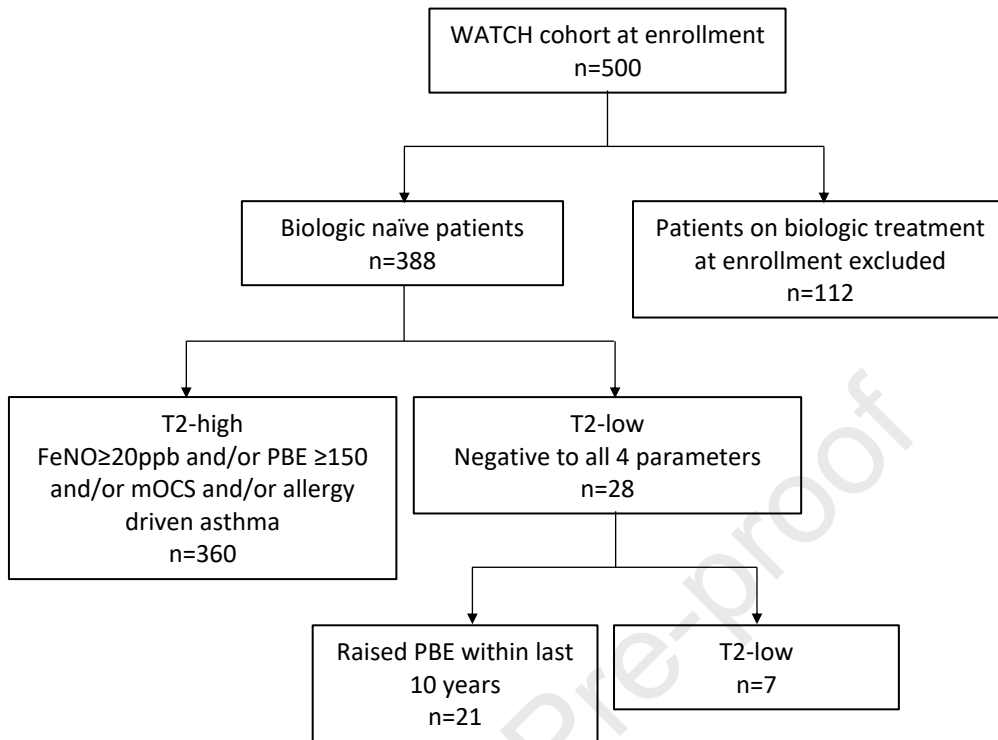 WATCH cohort at enrollment
n=500
Biologic naïve patients
n=388
Patients on biologic treatment
at enrollment excluded
n=112
T2-high
FeNO≥20ppb and/or PBE ≥150
and/or mOCS and/or allergy
driven asthma
n=360
T2-low
Negative to all 4 parameters
n=28
Raised PBE within last
10 years
n=21
T2-low
n=7
Pre-proof